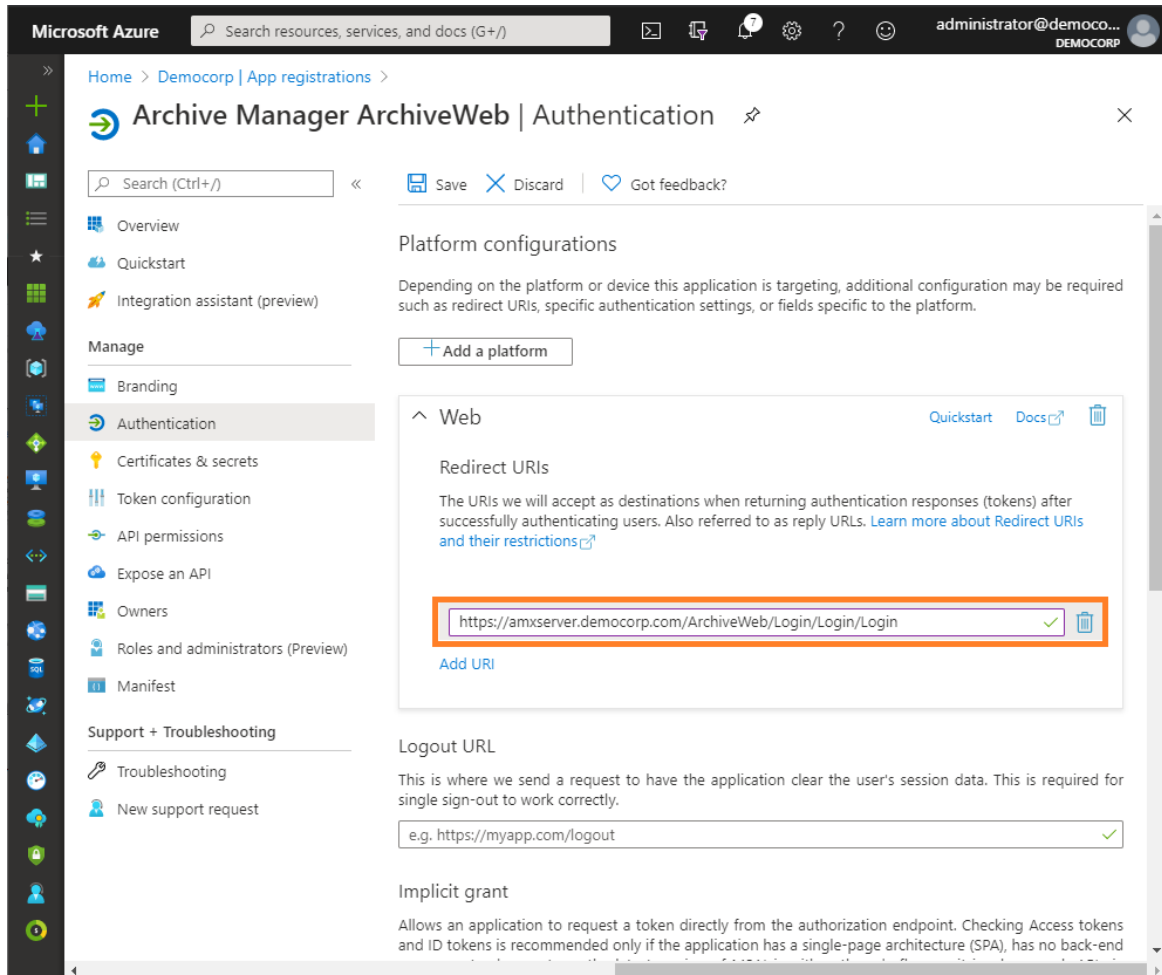 Microsoft Azure
Search resources, services, and docs (G+/)
7
administrator@democo...
DEMOCORP
Home > Democorp | App registrations >
Archive Manager ArchiveWeb | Authentication
Search (Ctrl+/)
Save Discard Got feedback?
Overview
Quickstart
Integration assistant (preview)
Manage
Branding
Authentication
Certificates & secrets
Token configuration
API permissions
Expose an API
Owners
Roles and administrators (Preview)
Manifest
Support + Troubleshooting
Troubleshooting
New support request
Platform configurations
Depending on the platform or device this application is targeting, additional configuration may be required
such as redirect URIs, specific authentication settings, or fields specific to the platform.
Add a platform
Web
Quickstart Docs
Redirect URIs
The URIs we will accept as destinations when returning authentication responses (tokens) after
successfully authenticating users. Also referred to as reply URLs. Learn more about Redirect URIs
and their restrictions
https://amxserver.democorp.com/ArchiveWeb/Login/Login/Login
Add URI
Logout URL
This is where we send a request to have the application clear the user's session data. This is required for
single sign-out to work correctly.
e.g. https://myapp.com/logout
Implicit grant
Allows an application to request a token directly from the authorization endpoint. Checking Access tokens
and ID tokens is recommended only if the application has a single-page architecture (SPA), has no back-end